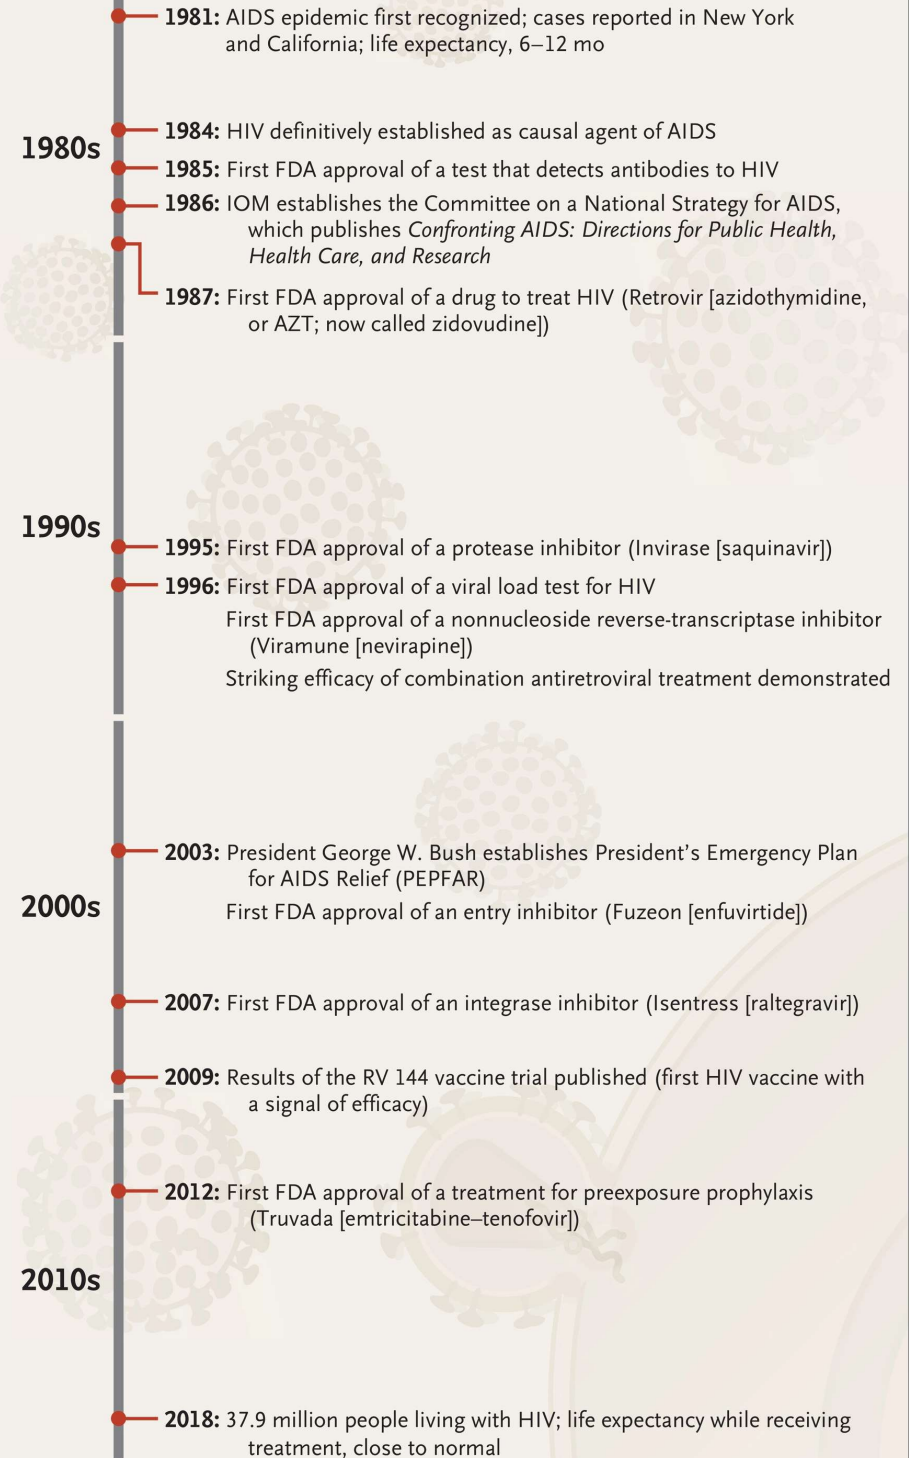 1981: AIDS epidemic first recognized; cases reported in New York
and California; life expectancy, 6–12 mo
1980s
1984: HIV definitively established as causal agent of AIDS
1985: First FDA approval of a test that detects antibodies to HIV
1986: IOM establishes the Committee on a National Strategy for AIDS,
which publishes Confronting AIDS: Directions for Public Health,
Health Care, and Research
1987: First FDA approval of a drug to treat HIV (Retrovir [azidothymidine,
or AZT; now called zidovudine])
1990s
1995: First FDA approval of a protease inhibitor (Invirase [saquinavir])
1996: First FDA approval of a viral load test for HIV
First FDA approval of a nonnucleoside reverse-transcriptase inhibitor
(Viramune [nevirapine])
Striking efficacy of combination antiretroviral treatment demonstrated
2003: President George W. Bush establishes President’s Emergency Plan
for AIDS Relief (PEPFAR)
2000s
First FDA approval of an entry inhibitor (Fuzeon [enfuvirtide])
2007: First FDA approval of an integrase inhibitor (Isentress [raltegravir])
2009: Results of the RV 144 vaccine trial published (first HIV vaccine with
a signal of efficacy)
2012: First FDA approval of a treatment for preexposure prophylaxis
(Truvada [emtricitabine–tenofovir])
2010s
2018: 37.9 million people living with HIV; life expectancy while receiving
treatment, close to normal